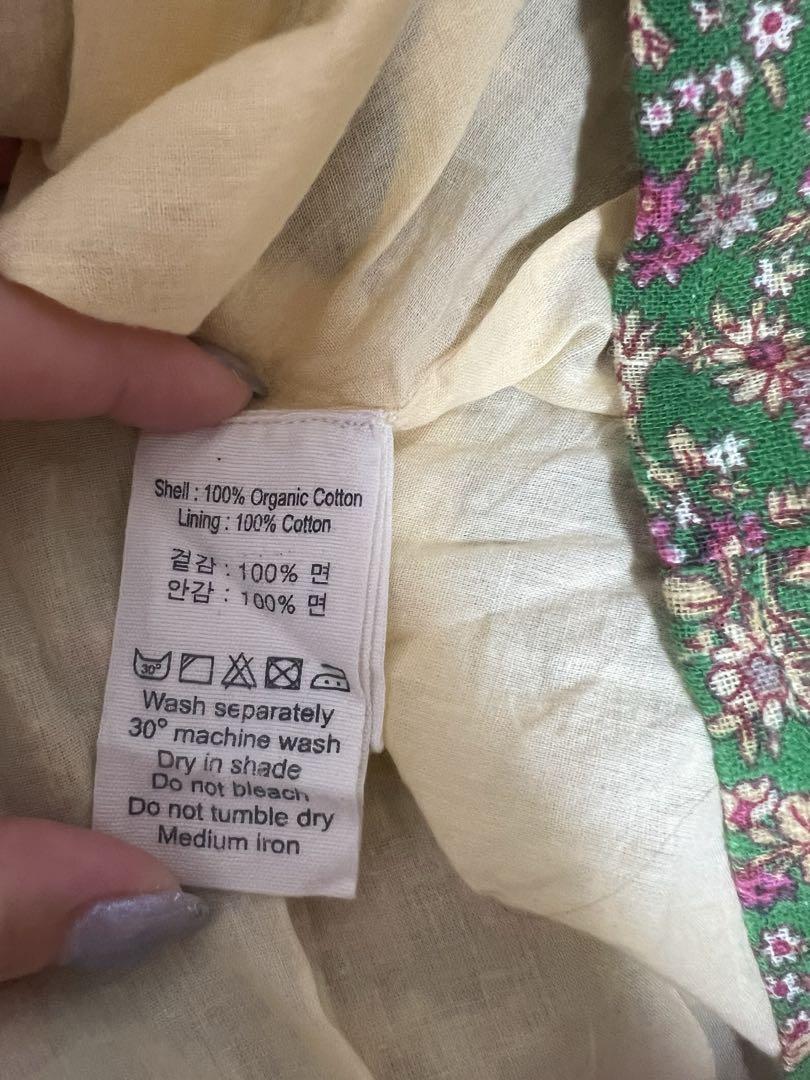 Shell : 100% Organic Cotton
Lining : 100% Cotton
겉감 : 100% 면
안감 : 100% 면
30°
Wash separately
30° machine wash
Dry in shade
Do not bleach
Do not tumble dry
Medium iron